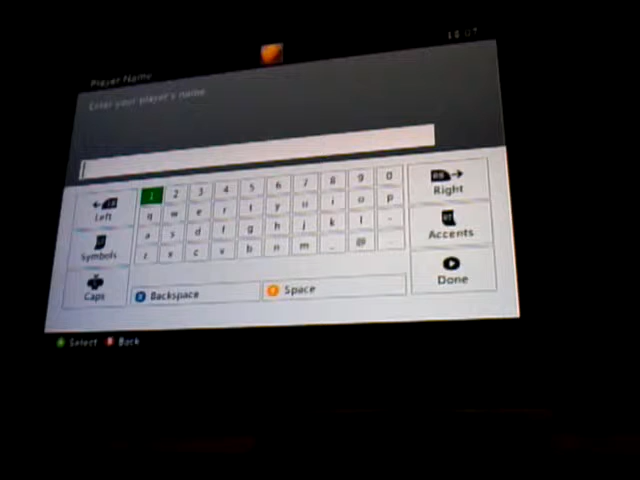 Player Name
Enter your player's name
1 2 3 4 5 6 7 8 9 0
q w e r t y u i o p
a s d f g h j k l -
z x c v b n m _ @ .
Left
Symbols
Caps
Right
Accents
Done
Backspace
Space
Select Back